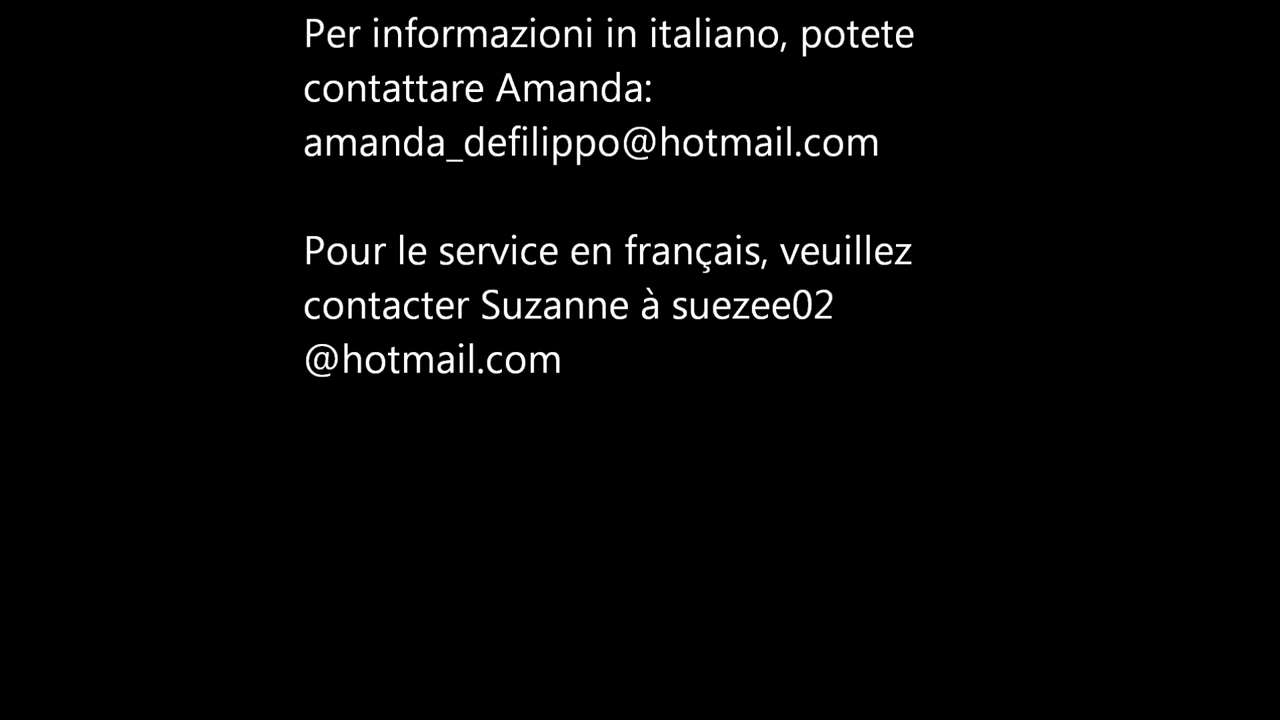 Per informazioni in italiano, potete
contattare Amanda:
amanda_defilippo@hotmail.com
Pour le service en français, veuillez
contacter Suzanne à suezee02
@hotmail.com